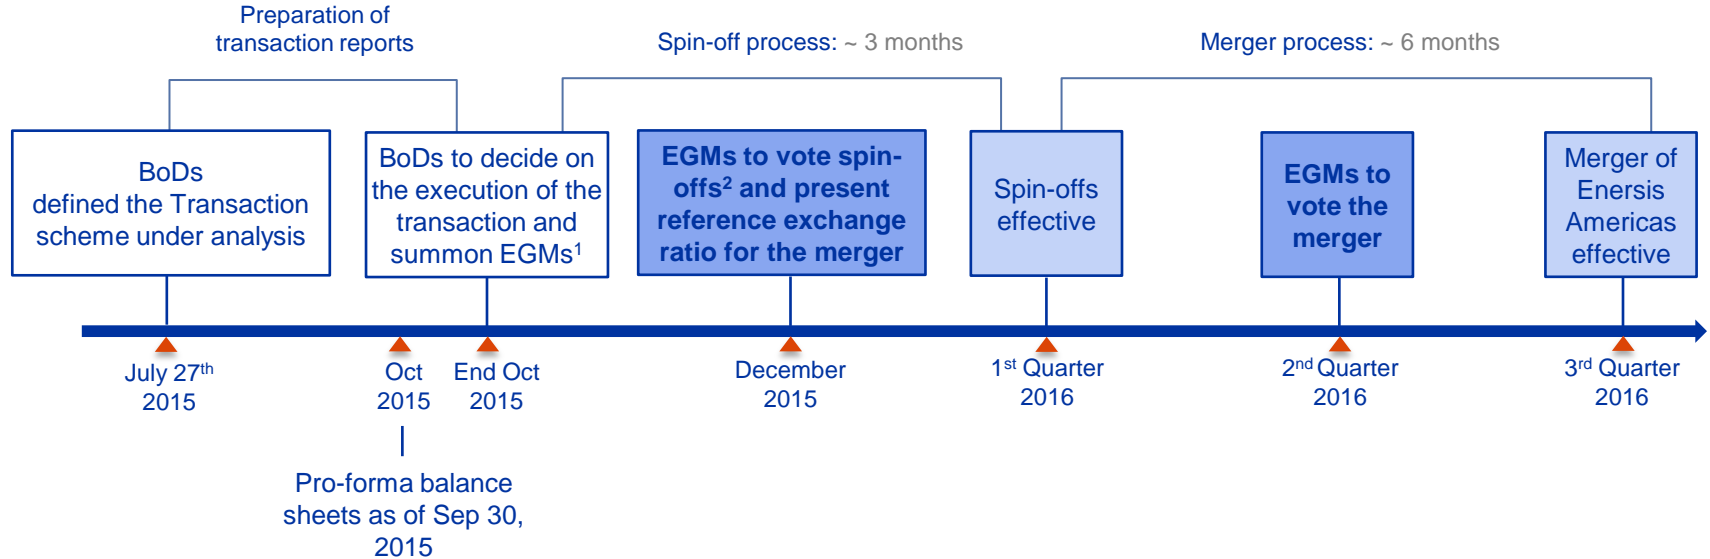 Preparation of
transaction reports
Spin-off process: ~ 3 months
Merger process: ~ 6 months
BoDs
defined the Transaction
scheme under analysis
BoDs to decide on
the execution of the
transaction and
summon EGMs¹
EGMs to vote spin-
offs² and present
reference exchange
ratio for the merger
Spin-offs
effective
EGMs to
vote the
merger
Merger of
Enersis
Americas
effective
July 27th
2015
Oct
2015
End Oct
2015
December
2015
1st Quarter
2016
2nd Quarter
2016
3rd Quarter
2016
Pro-forma balance
sheets as of Sep 30,
2015